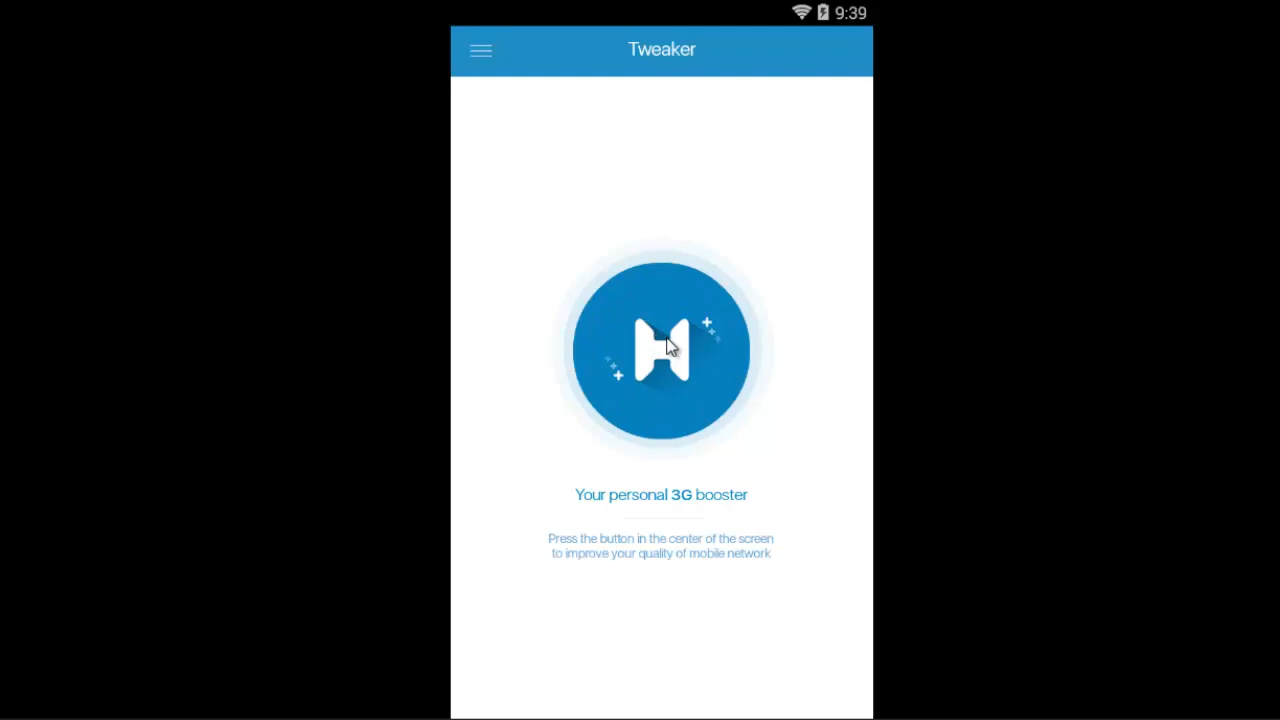 9:39
Tweaker
Your personal 3G booster
Press the button in the center of the screen
to improve your quality of mobile network